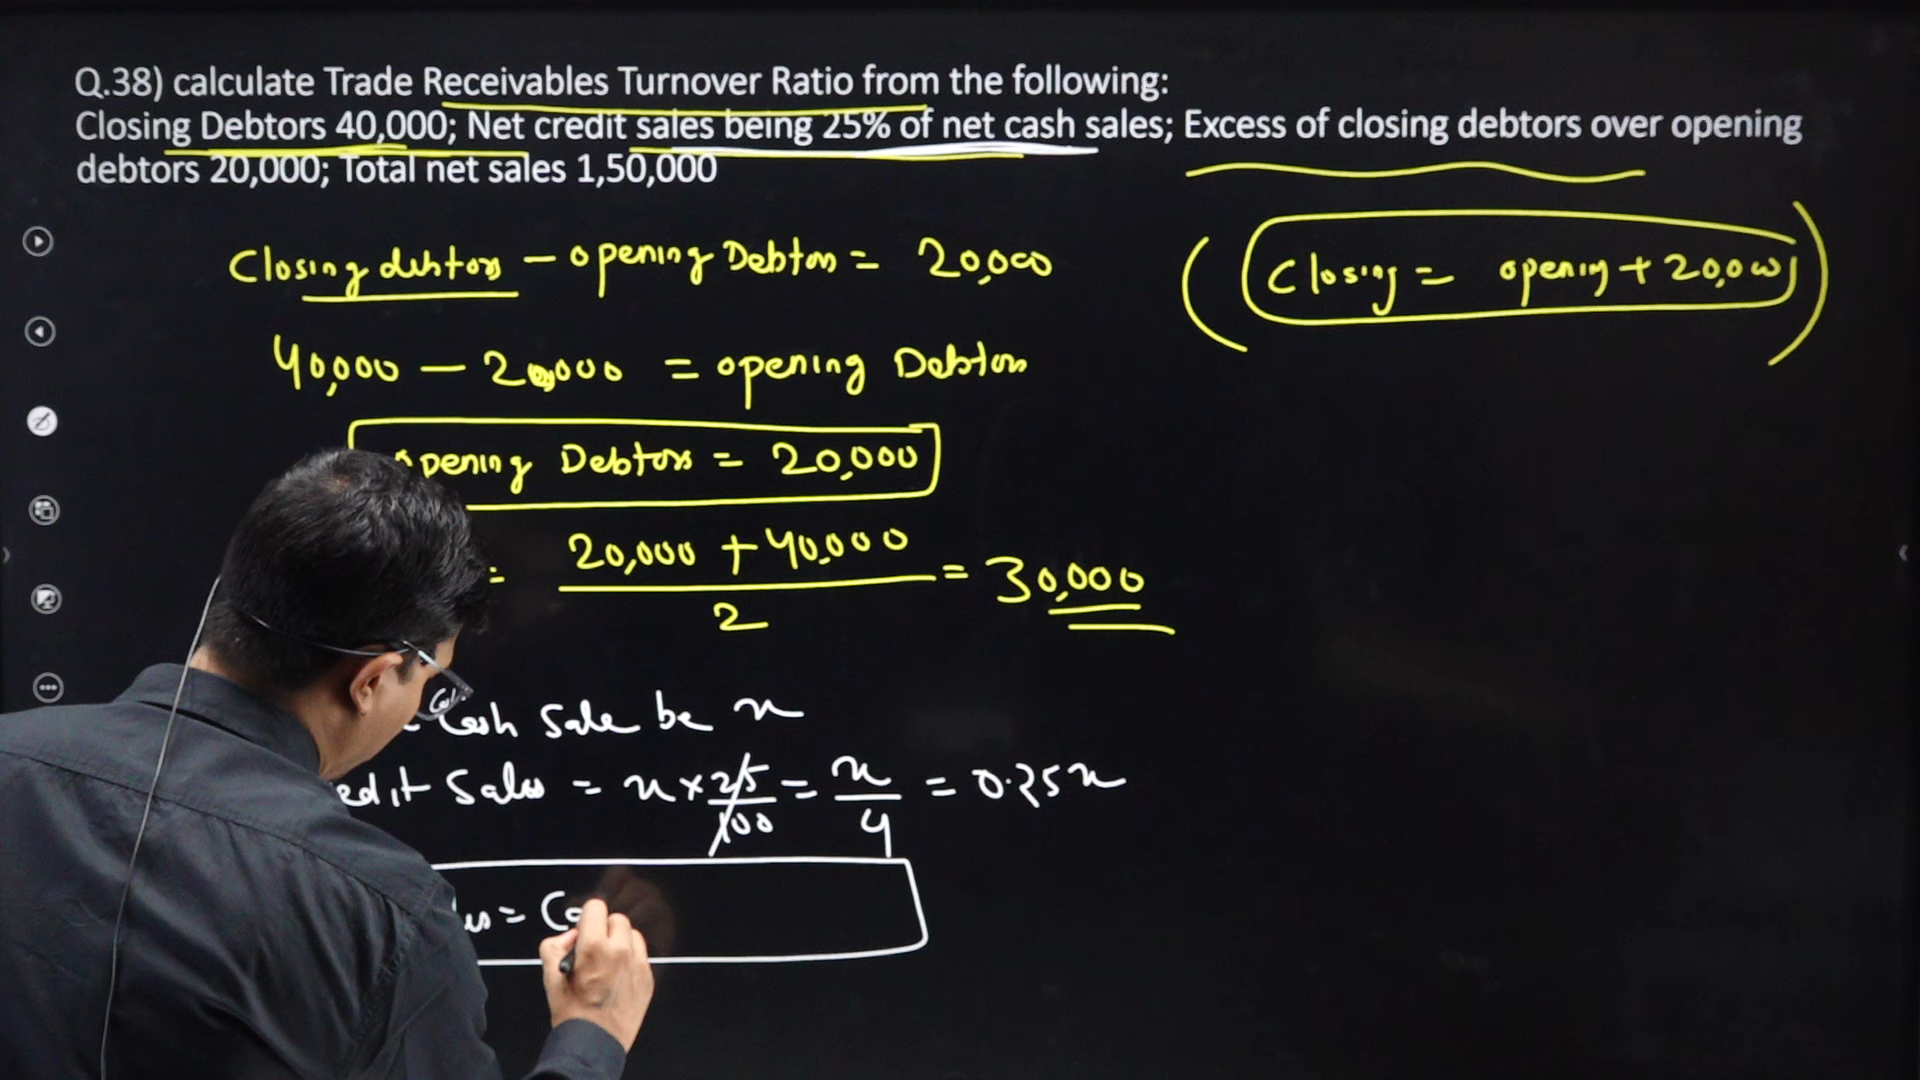 Q.38) calculate Trade Receivables Turnover Ratio from the following:
Closing Debtors 40,000; Net credit sales being 25% of net cash sales; Excess of closing debtors over opening
debtors 20,000; Total net sales 1,50,000
Closing debtors - opening Debtors = 20,000
(Closing = opening + 20,000)
40,000 - 20,000 = opening Debtors
opening Debtors = 20,000
= 20,000 + 40,000 / 2 = 30,000
Cash Sale be x
edit Sales = x × 25/100 = x/4 = 0.25x
= Ca